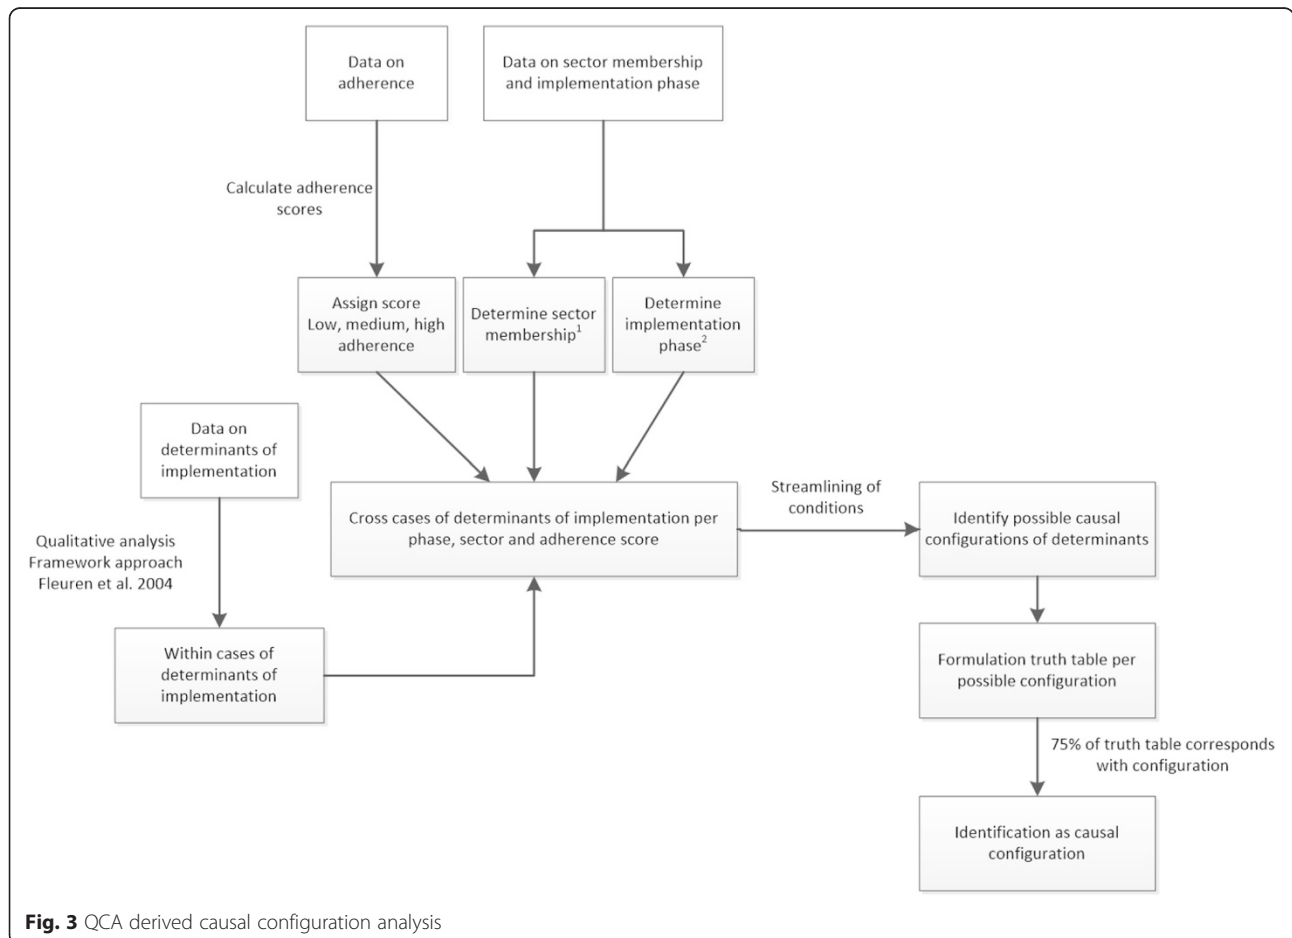 Data on
adherence
Data on sector membership
and implementation phase
Calculate adherence
scores
Assign score
Low, medium, high
adherence
Determine sector
membership1
Determine
implementation
phase2
Data on
determinants of
implementation
Qualitative analysis
Framework approach
Fleuren et al. 2004
Within cases of
determinants of
implementation
Cross cases of determinants of implementation per
phase, sector and adherence score
Streamlining of
conditions
Identify possible causal
configurations of determinants
Formulation truth table per
possible configuration
75% of truth table corresponds
with configuration
Identification as causal
configuration
Fig. 3 QCA derived causal configuration analysis